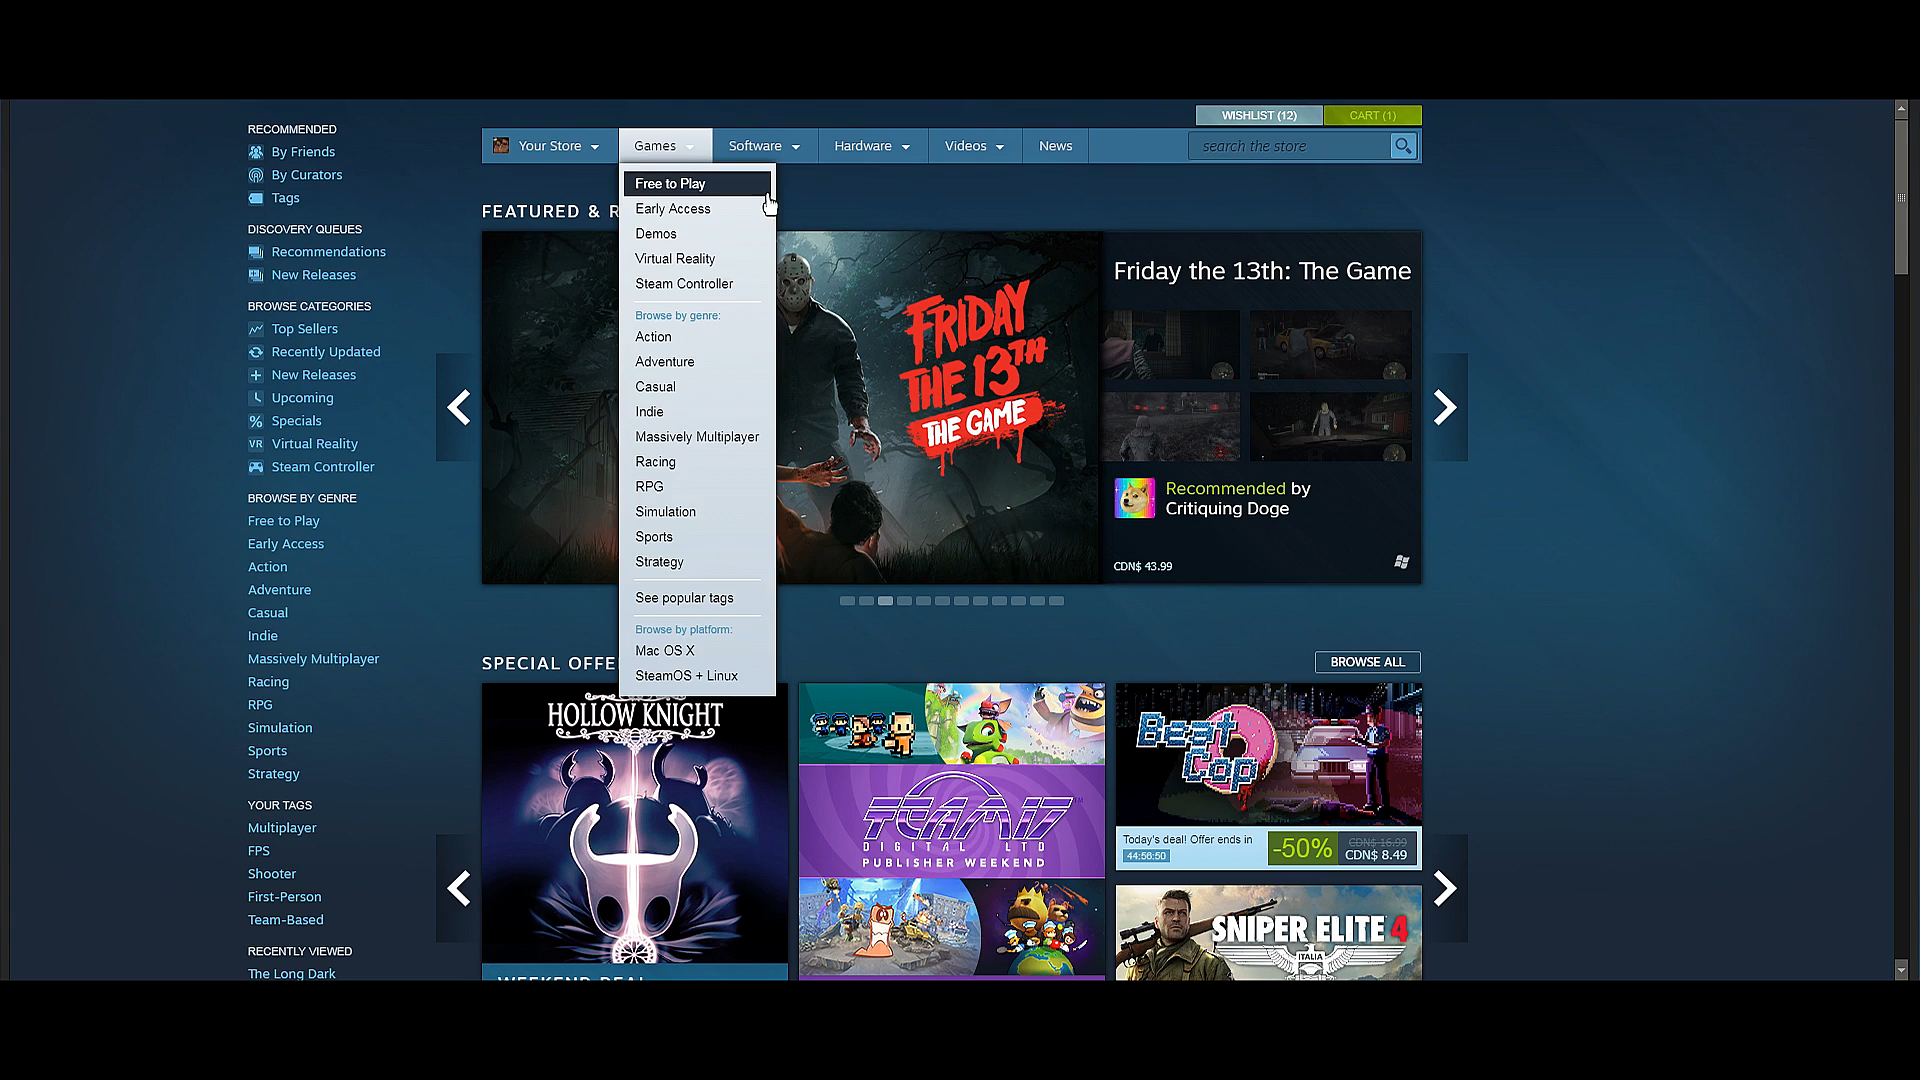 WISHLIST (12)
CART (1)
Your Store
Games
Software
Hardware
Videos
News
search the store
RECOMMENDED
By Friends
By Curators
Tags
DISCOVERY QUEUES
Recommendations
New Releases
BROWSE CATEGORIES
Top Sellers
Recently Updated
New Releases
Upcoming
Specials
VR Virtual Reality
Steam Controller
BROWSE BY GENRE
Free to Play
Early Access
Action
Adventure
Casual
Indie
Massively Multiplayer
Racing
RPG
Simulation
Sports
Strategy
YOUR TAGS
Multiplayer
FPS
Shooter
First-Person
Team-Based
RECENTLY VIEWED
The Long Dark
Free to Play
Early Access
Demos
Virtual Reality
Steam Controller
Browse by genre:
Action
Adventure
Casual
Indie
Massively Multiplayer
Racing
RPG
Simulation
Sports
Strategy
See popular tags
Browse by platform:
Mac OS X
SteamOS + Linux
FEATURED & R
FRIDAY
THE 13TH
THE GAME
Friday the 13th: The Game
Recommended by
Critiquing Doge
CDN$ 43.99
SPECIAL OFFE
BROWSE ALL
HOLLOW KNIGHT
WEEKEND DEAL
TEAM17
DIGITAL LTD
PUBLISHER WEEKEND
Beat
Cop
Today's deal! Offer ends in
44:56:50
-50%
CDN$ 16.99
CDN$ 8.49
SNIPER ELITE 4
ITALIA